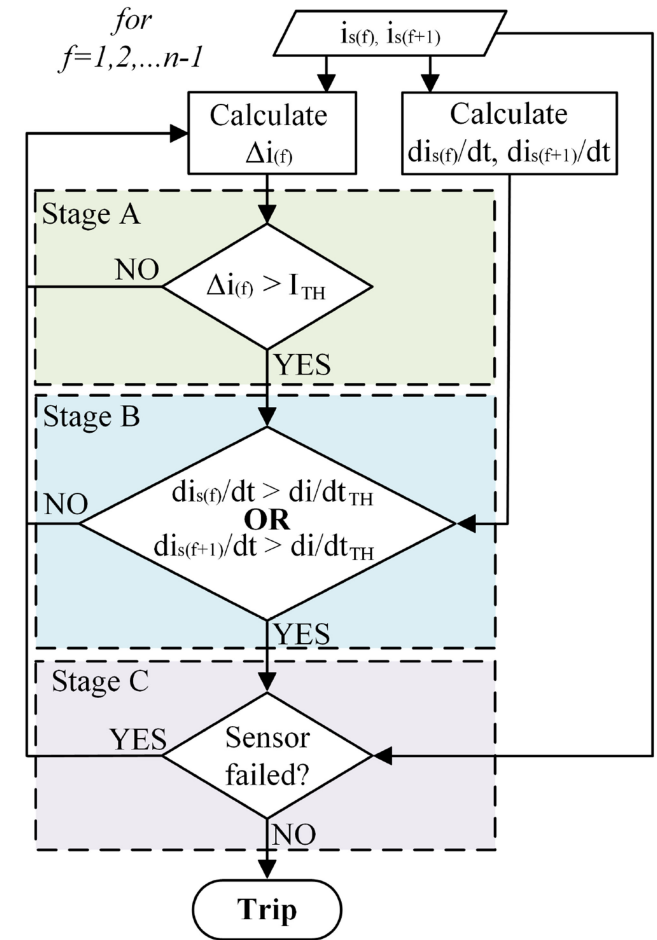 for
f=1,2,...n-1
is(f), is(f+1)
Calculate
Δi(f)
Calculate
dis(f)/dt, dis(f+1)/dt
Stage A
NO
Δi(f) > ITH
YES
Stage B
NO
dis(f)/dt > di/dtTH
OR
dis(f+1)/dt > di/dtTH
YES
Stage C
YES
Sensor
failed?
NO
Trip